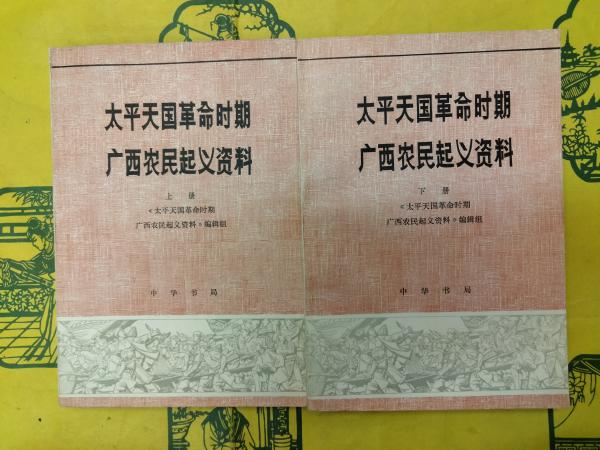 太平天国革命时期
广西农民起义资料
上册
《太平天国革命时期
广西农民起义资料》编辑组
中华书局
太平天国革命时期
广西农民起义资料
下册
《太平天国革命时期
广西农民起义资料》编辑组
中华书局